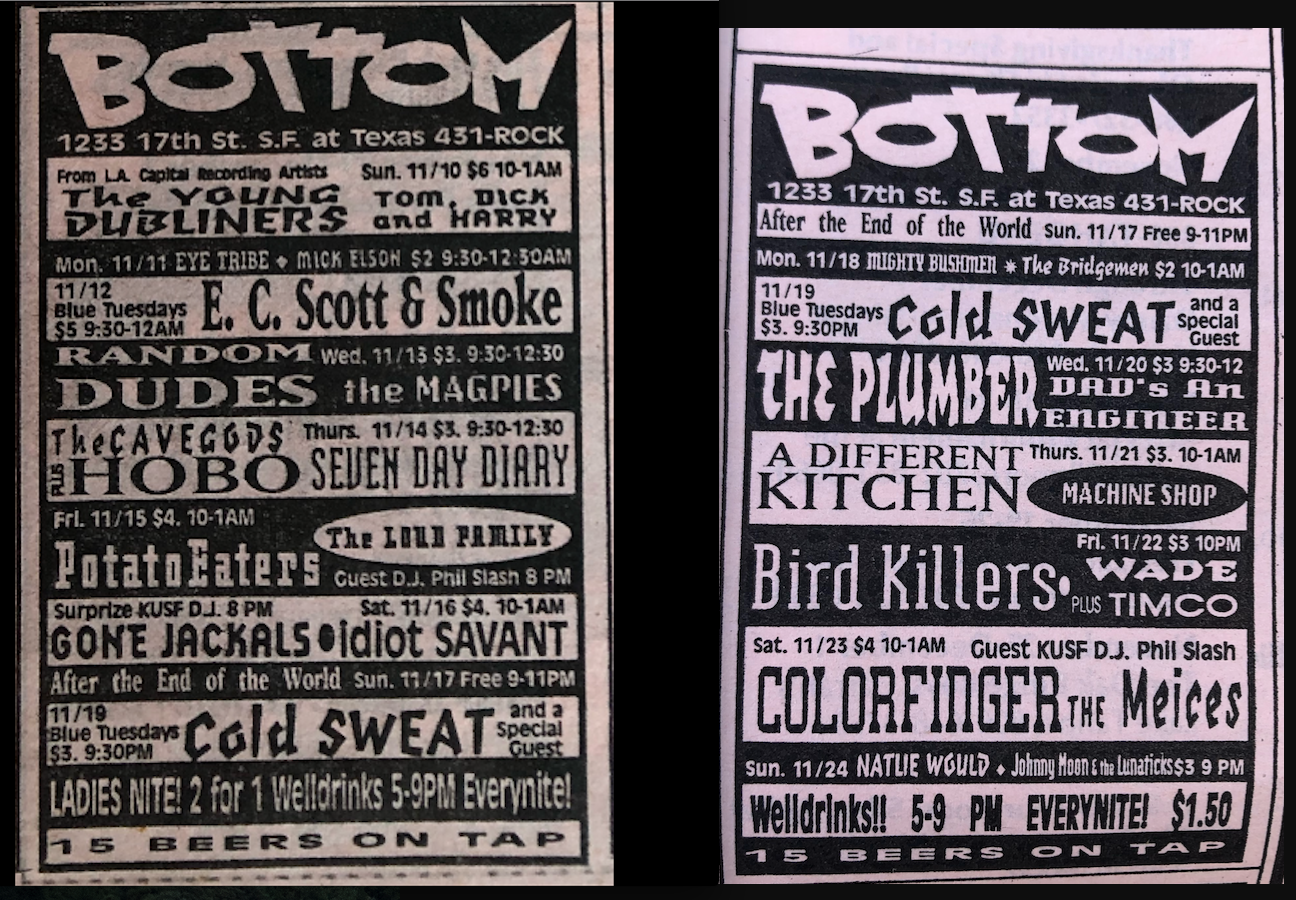 BOTTOM
1233 17th St. S.F. at Texas 431-ROCK
From L.A. Capital Recording Artists Sun. 11/10 $6 10-1AM
The YOUNG DUBLINERS TOM, DICK and HARRY
Mon. 11/11 EYE TRIBE ♦ MICK ELSON $2 9:30-12:30AM
11/12
Blue Tuesdays
$5 9:30-12AM
E. C. Scott & Smoke
RANDOM Wed. 11/13 $3. 9:30-12:30
DUDES the MAGPIES
The CAVEGODS Thurs. 11/14 $3. 9:30-12:30
PLUS HOBO SEVEN DAY DIARY
Fri. 11/15 $4. 10-1AM
The LOUD FAMILY
PotatoEaters
Guest D.J. Phil Slash 8 PM
Surprize KUSF D.J. 8 PM Sat. 11/16 $4. 10-1AM
GONE JACKALS • idiot SAVANT
After the End of the World Sun. 11/17 Free 9-11PM
11/19
Blue Tuesdays
$3. 9:30PM
Cold SWEAT
and a
Special
Guest
LADIES NITE! 2 for 1 Welldrinks 5-9PM Everynite!
15 BEERS ON TAP
BOTTOM
1233 17th St. S.F. at Texas 431-ROCK
After the End of the World Sun. 11/17 Free 9-11PM
Mon. 11/18 MIGHTY BUSHMEN * The Bridgemen $2 10-1AM
11/19
Blue Tuesdays
$3. 9:30PM
Cold SWEAT
and a
Special
Guest
THE PLUMBER
Wed. 11/20 $3 9:30-12
DAD's An
ENGINEER
A DIFFERENT Thurs. 11/21 $3. 10-1AM
KITCHEN MACHINE SHOP
Fri. 11/22 $3 10PM
Bird Killers • WADE
PLUS TIMCO
Sat. 11/23 $4 10-1AM Guest KUSF D.J. Phil Slash
COLORFINGER THE Meices
Sun. 11/24 NATLIE WOULD ♦ Johnny Moon & the Lunaticks $3 9 PM
Welldrinks!! 5-9 PM EVERYNITE! $1.50
15 BEERS ON TAP